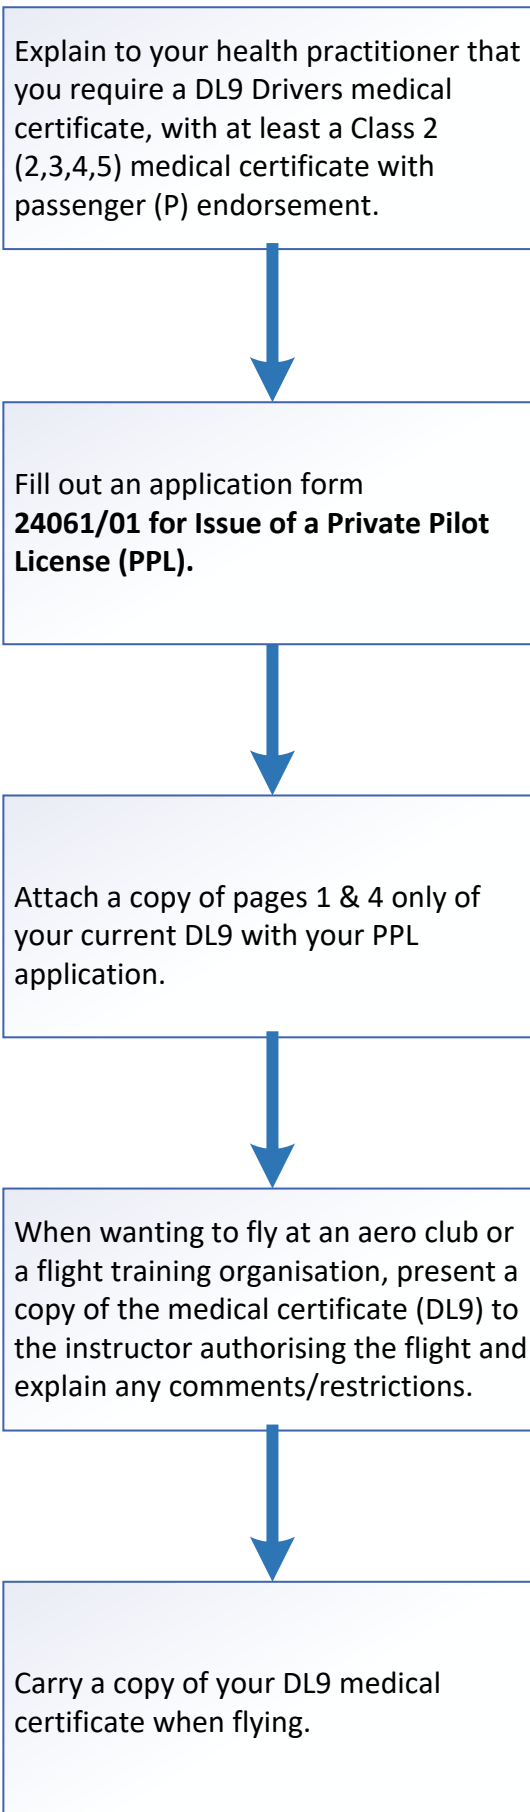 Explain to your health practitioner that
you require a DL9 Drivers medical
certificate, with at least a Class 2
(2,3,4,5) medical certificate with
passenger (P) endorsement.
Fill out an application form
24061/01 for Issue of a Private Pilot
License (PPL).
Attach a copy of pages 1 & 4 only of
your current DL9 with your PPL
application.
When wanting to fly at an aero club or
a flight training organisation, present a
copy of the medical certificate (DL9) to
the instructor authorising the flight and
explain any comments/restrictions.
Carry a copy of your DL9 medical
certificate when flying.